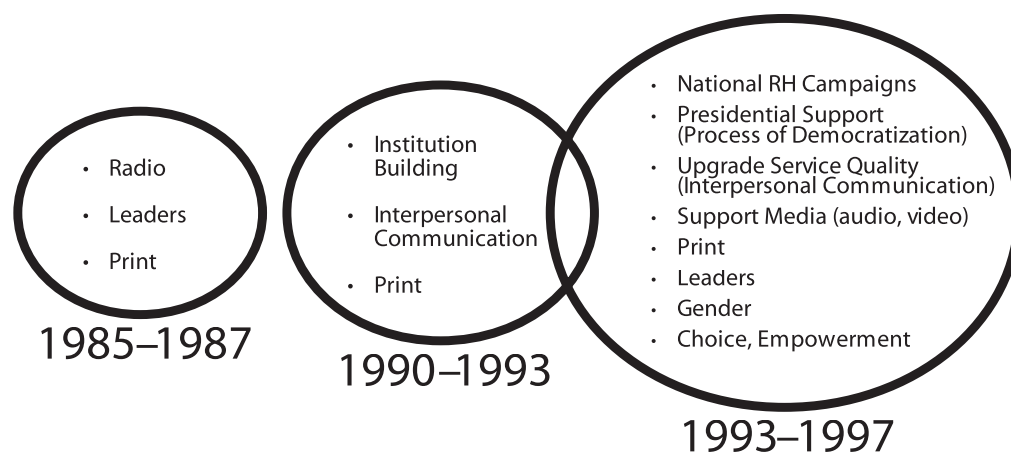 • Radio
• Leaders
• Print
1985–1987
• Institution
Building
• Interpersonal
Communication
• Print
1990–1993
• National RH Campaigns
• Presidential Support
(Process of Democratization)
• Upgrade Service Quality
(Interpersonal Communication)
• Support Media (audio, video)
• Print
• Leaders
• Gender
• Choice, Empowerment
1993–1997